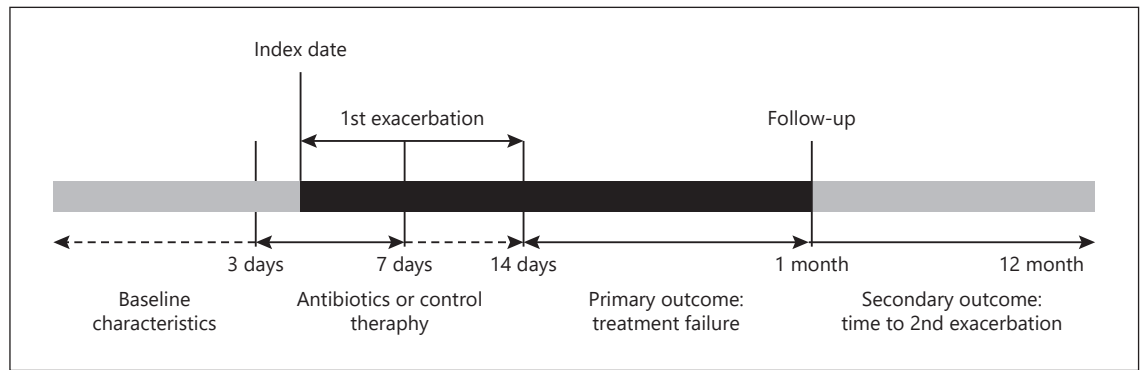 Index date
1st exacerbation
Follow-up
3 days
7 days
14 days
1 month
12 month
Baseline
characteristics
Antibiotics or control
theraphy
Primary outcome:
treatment failure
Secondary outcome:
time to 2nd exacerbation